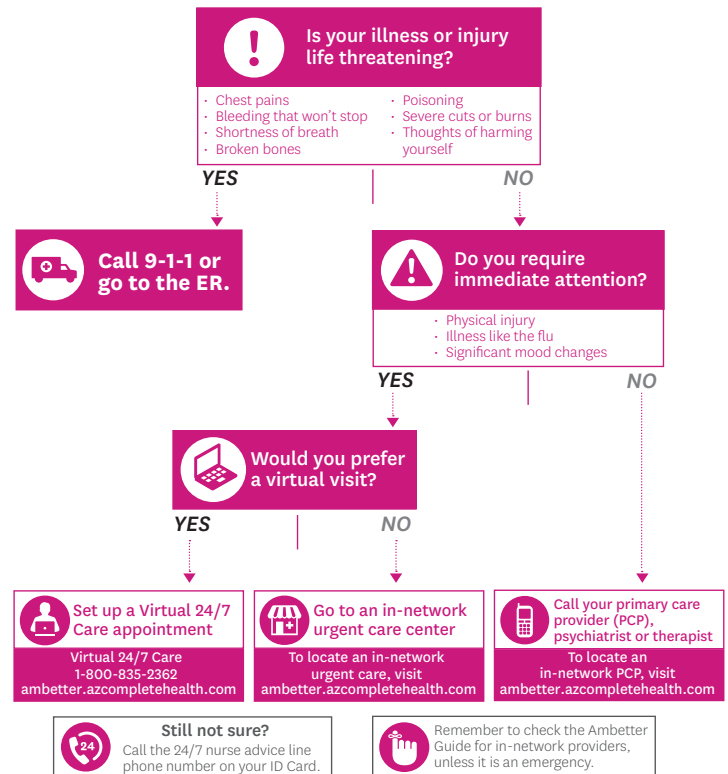 Is your illness or injury
life threatening?
· Chest pains
· Bleeding that won't stop
· Shortness of breath
· Broken bones
· Poisoning
· Severe cuts or burns
· Thoughts of harming
yourself
YES
NO
Call 9-1-1 or
go to the ER.
Do you require
immediate attention?
· Physical injury
· Illness like the flu
· Significant mood changes
YES
NO
Would you prefer
a virtual visit?
YES
NO
Set up a Virtual 24/7
Care appointment
Virtual 24/7 Care
1-800-835-2362
ambetter.azcompletehealth.com
Go to an in-network
urgent care center
To locate an in-network
urgent care, visit
ambetter.azcompletehealth.com
Call your primary care
provider (PCP),
psychiatrist or therapist
To locate an
in-network PCP, visit
ambetter.azcompletehealth.com
24
Still not sure?
Call the 24/7 nurse advice line
phone number on your ID Card.
Remember to check the Ambetter
Guide for in-network providers,
unless it is an emergency.